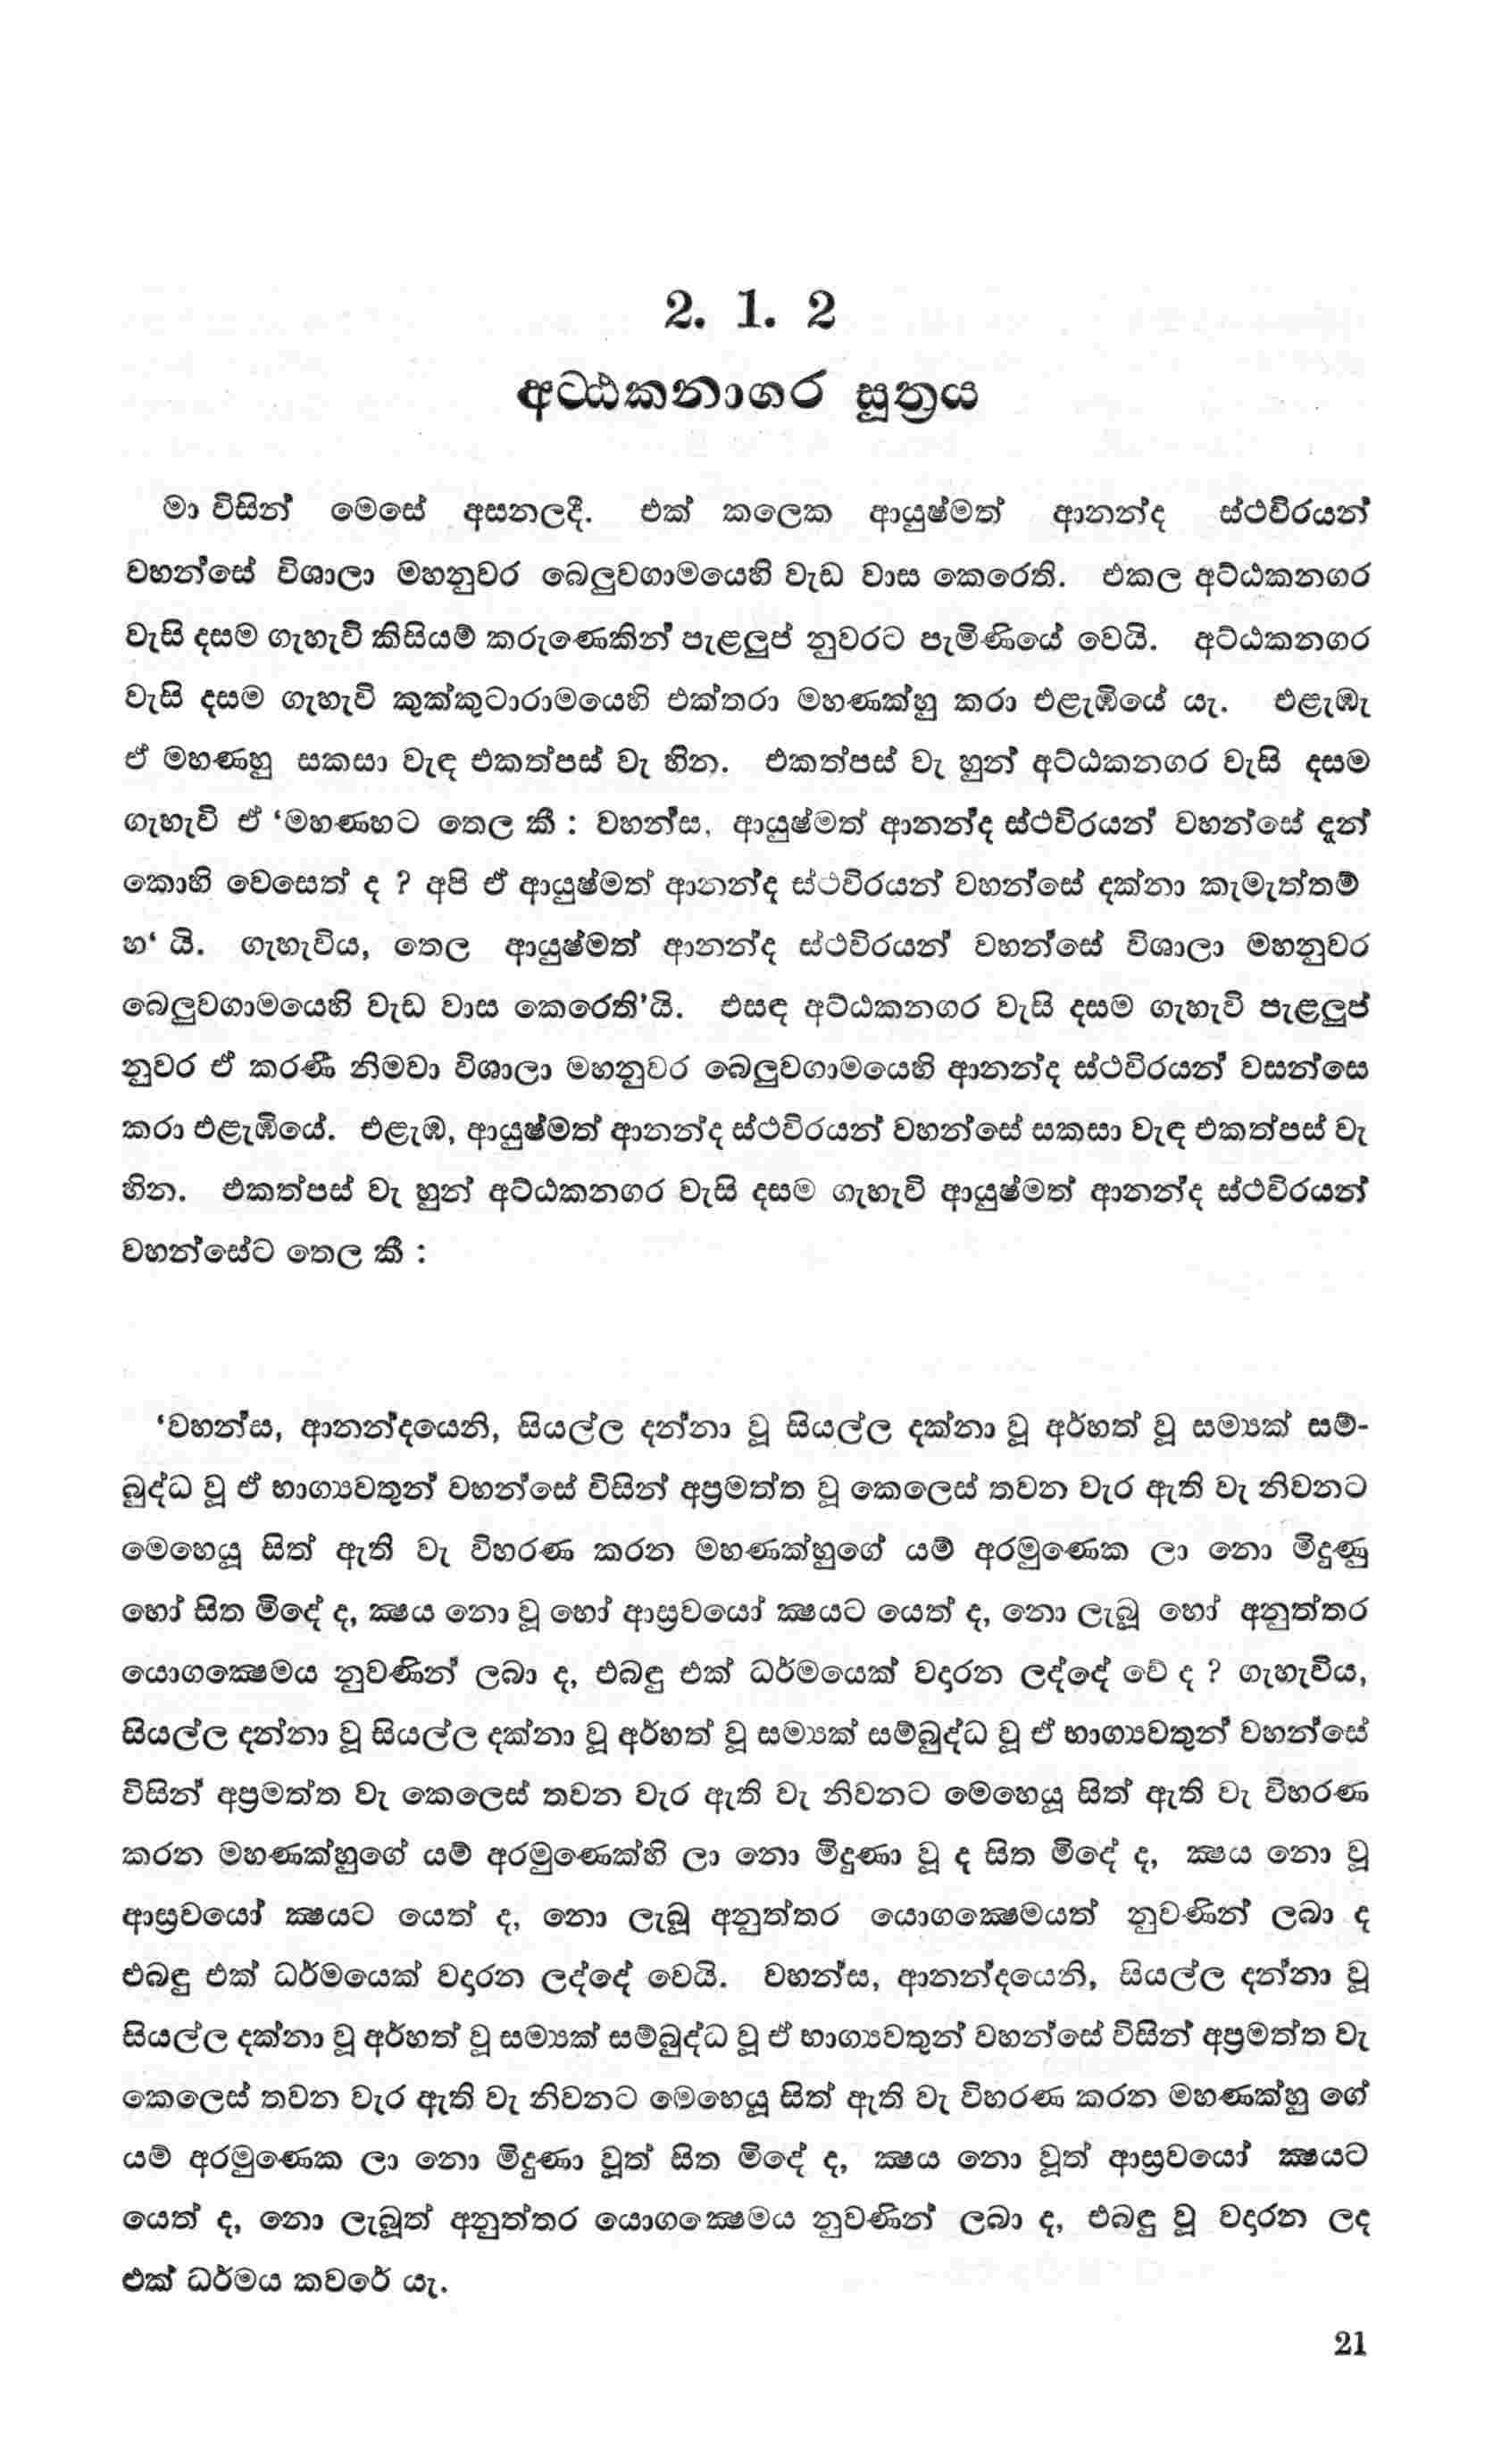 2. 1. 2
අට්ඨකනාගර සූත්‍රය
මා විසින් මෙසේ අසනලදී. එක් කලෙක ආයුෂ්මත් ආනන්ද ස්ථවිරයන්
වහන්සේ විශාලා මහනුවර බෙලුවගාමයෙහි වැඩ වාස කෙරෙති. එකල අට්ඨකනගර
වැසි දසම ගැහැවි කිසියම් කරුණෙකින් පැළලුප් නුවරට පැමිණියේ වෙයි. අට්ඨකනගර
වැසි දසම ගැහැවි කුක්කුටාරාමයෙහි එක්තරා මහණක්හු කරා එළැඹියේ යැ. එළැඹැ
ඒ මහණහු සකසා වැඳ එකත්පස් වැ හින. එකත්පස් වැ හුන් අට්ඨකනගර වැසි දසම
ගැහැවි ඒ ‘මහණහට තෙල කී : වහන්ස, ආයුෂ්මත් ආනන්ද ස්ථවිරයන් වහන්සේ දැන්
කොහි වෙසෙත් ද ? අපි ඒ ආයුෂ්මත් ආනන්ද ස්ථවිරයන් වහන්සේ දක්නා කැමැත්තම්
හ‘ යි. ගැහැවිය, තෙල ආයුෂ්මත් ආනන්ද ස්ථවිරයන් වහන්සේ විශාලා මහනුවර
බෙලුවගාමයෙහි වැඩ වාස කෙරෙති’යි. එසඳ අට්ඨකනගර වැසි දසම ගැහැවි පැළලුප්
නුවර ඒ කරණී නිමවා විශාලා මහනුවර බෙලුවගාමයෙහි ආනන්ද ස්ථවිරයන් වසන්සෙ
කරා එළැඹියේ. එළැඹ, ආයුෂ්මත් ආනන්ද ස්ථවිරයන් වහන්සේ සකසා වැඳ එකත්පස් වැ
හින. එකත්පස් වැ හුන් අට්ඨකනගර වැසි දසම ගැහැවි ආයුෂ්මත් ආනන්ද ස්ථවිරයන්
වහන්සේට තෙල කී :
‘වහන්ස, ආනන්දයෙනි, සියල්ල දන්නා වූ සියල්ල දක්නා වූ අර්හත් වූ සම්‍යක් සම්-
බුද්ධ වූ ඒ භාග්‍යවතුන් වහන්සේ විසින් අප්‍රමත්ත වූ කෙලෙස් තවන වැර ඇති වැ නිවනට
මෙහෙයූ සිත් ඇති වැ විහරණ කරන මහණක්හුගේ යම් අරමුණෙක ලා නො මිදුණු
හෝ සිත මිදේ ද, ක්‍ෂය නො වූ හෝ ආස්‍රවයෝ ක්‍ෂයට යෙත් ද, නො ලැබූ හෝ අනුත්තර
යොගක්‍ෂෙමය නුවණින් ලබා ද, එබඳු එක් ධර්මයෙක් වදාරන ලද්දේ වේ ද ? ගැහැවිය,
සියල්ල දන්නා වූ සියල්ල දක්නා වූ අර්හත් වූ සම්‍යක් සම්බුද්ධ වූ ඒ භාග්‍යවතුන් වහන්සේ
විසින් අප්‍රමත්ත වැ කෙලෙස් තවන වැර ඇති වැ නිවනට මෙහෙයූ සිත් ඇති වැ විහරණ
කරන මහණක්හුගේ යම් අරමුණෙක්හි ලා නො මිදුණා වූ ද සිත මිදේ ද, ක්‍ෂය නො වූ
ආස්‍රවයෝ ක්‍ෂයට යෙත් ද, නො ලැබූ අනුත්තර යොගක්‍ෂෙමයත් නුවණින් ලබා ද
එබඳු එක් ධර්මයෙක් වදාරන ලද්දේ වෙයි. වහන්ස, ආනන්දයෙනි, සියල්ල දන්නා වූ
සියල්ල දක්නා වූ අර්හත් වූ සම්‍යක් සම්බුද්ධ වූ ඒ භාග්‍යවතුන් වහන්සේ විසින් අප්‍රමත්ත වැ
කෙලෙස් තවන වැර ඇති වැ නිවනට මෙහෙයූ සිත් ඇති වැ විහරණ කරන මහණක්හු ගේ
යම් අරමුණෙක ලා නො මිදුණා වූත් සිත මිදේ ද, ක්‍ෂය නො වූත් ආස්‍රවයෝ ක්‍ෂයට
යෙත් ද, නො ලැබූත් අනුත්තර යොගක්‍ෂෙමය නුවණින් ලබා ද, එබඳු වූ වදාරන ලද
එක් ධර්මය කවරේ යැ.
21